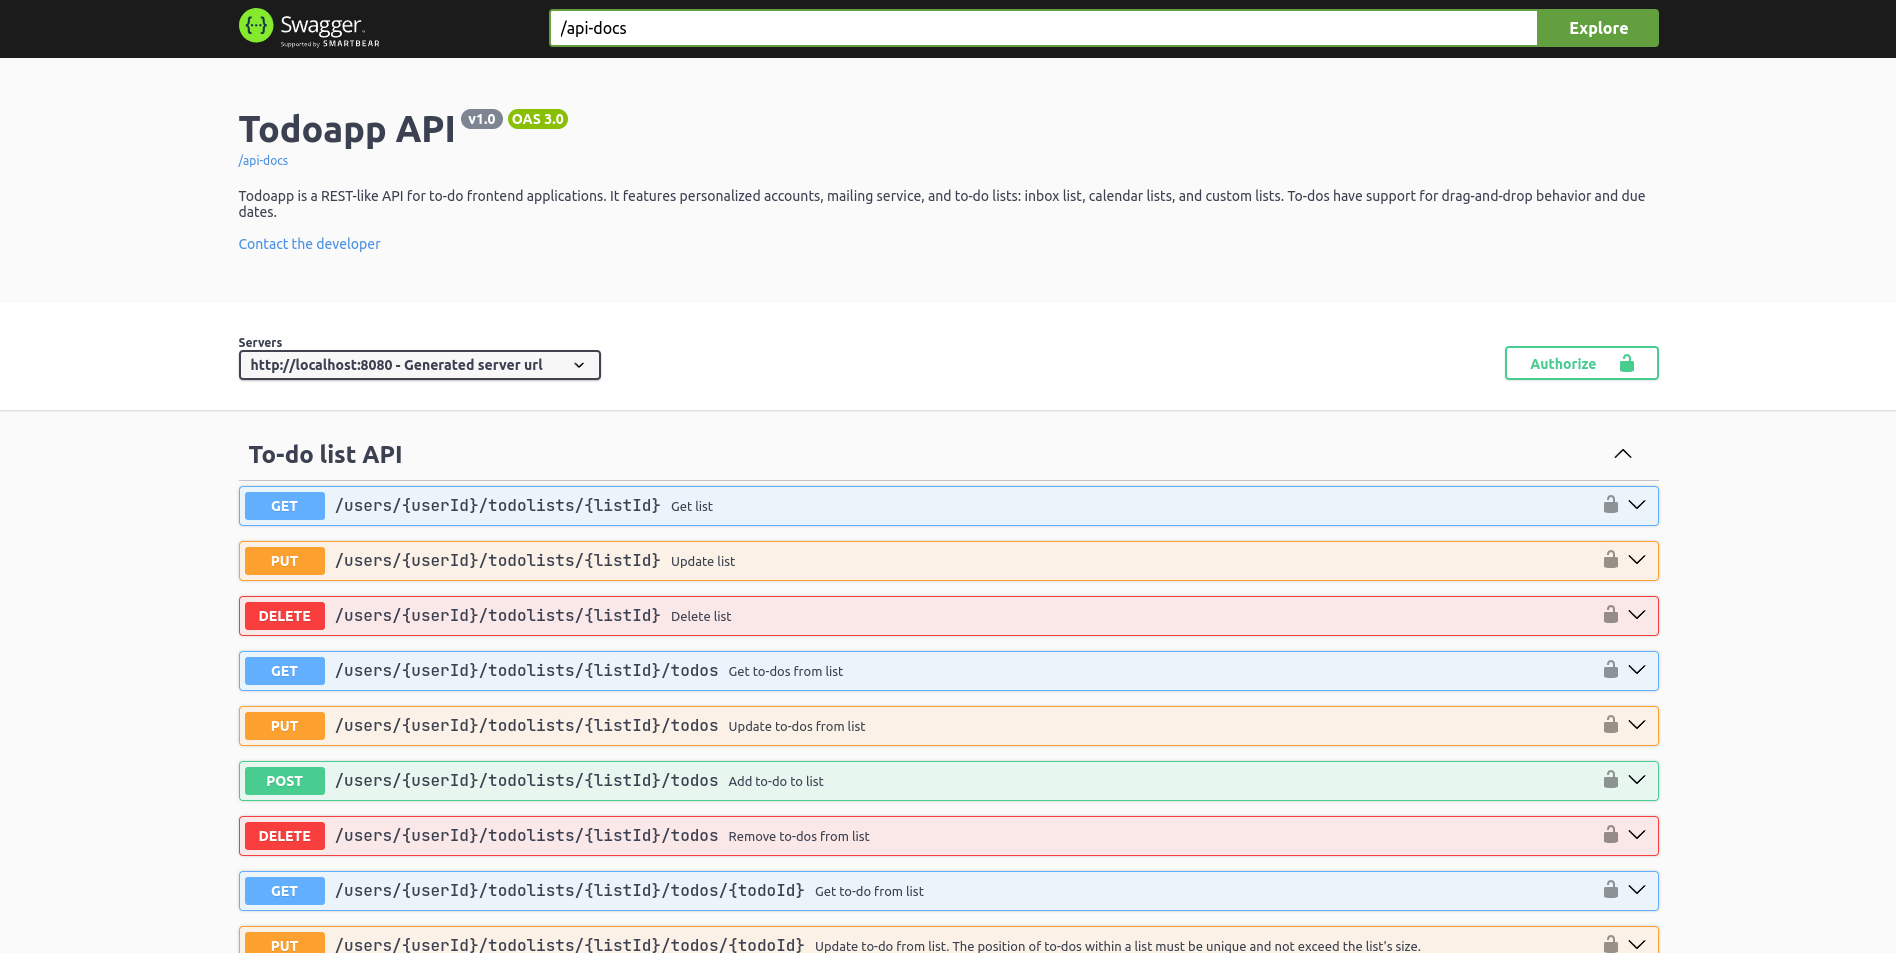 Swagger.
Supported by SMARTBEAR
/api-docs
Explore
Todoapp API v1.0 OAS 3.0
/api-docs
Todoapp is a REST-like API for to-do frontend applications. It features personalized accounts, mailing service, and to-do lists: inbox list, calendar lists, and custom lists. To-dos have support for drag-and-drop behavior and due
dates.
Contact the developer
Servers
http://localhost:8080 - Generated server url
Authorize
To-do list API
GET /users/{userId}/todolists/{listId} Get list
PUT /users/{userId}/todolists/{listId} Update list
DELETE /users/{userId}/todolists/{listId} Delete list
GET /users/{userId}/todolists/{listId}/todos Get to-dos from list
PUT /users/{userId}/todolists/{listId}/todos Update to-dos from list
POST /users/{userId}/todolists/{listId}/todos Add to-do to list
DELETE /users/{userId}/todolists/{listId}/todos Remove to-dos from list
GET /users/{userId}/todolists/{listId}/todos/{todoId} Get to-do from list
PUT /users/{userId}/todolists/{listId}/todos/{todoId} Update to-do from list. The position of to-dos within a list must be unique and not exceed the list's size.